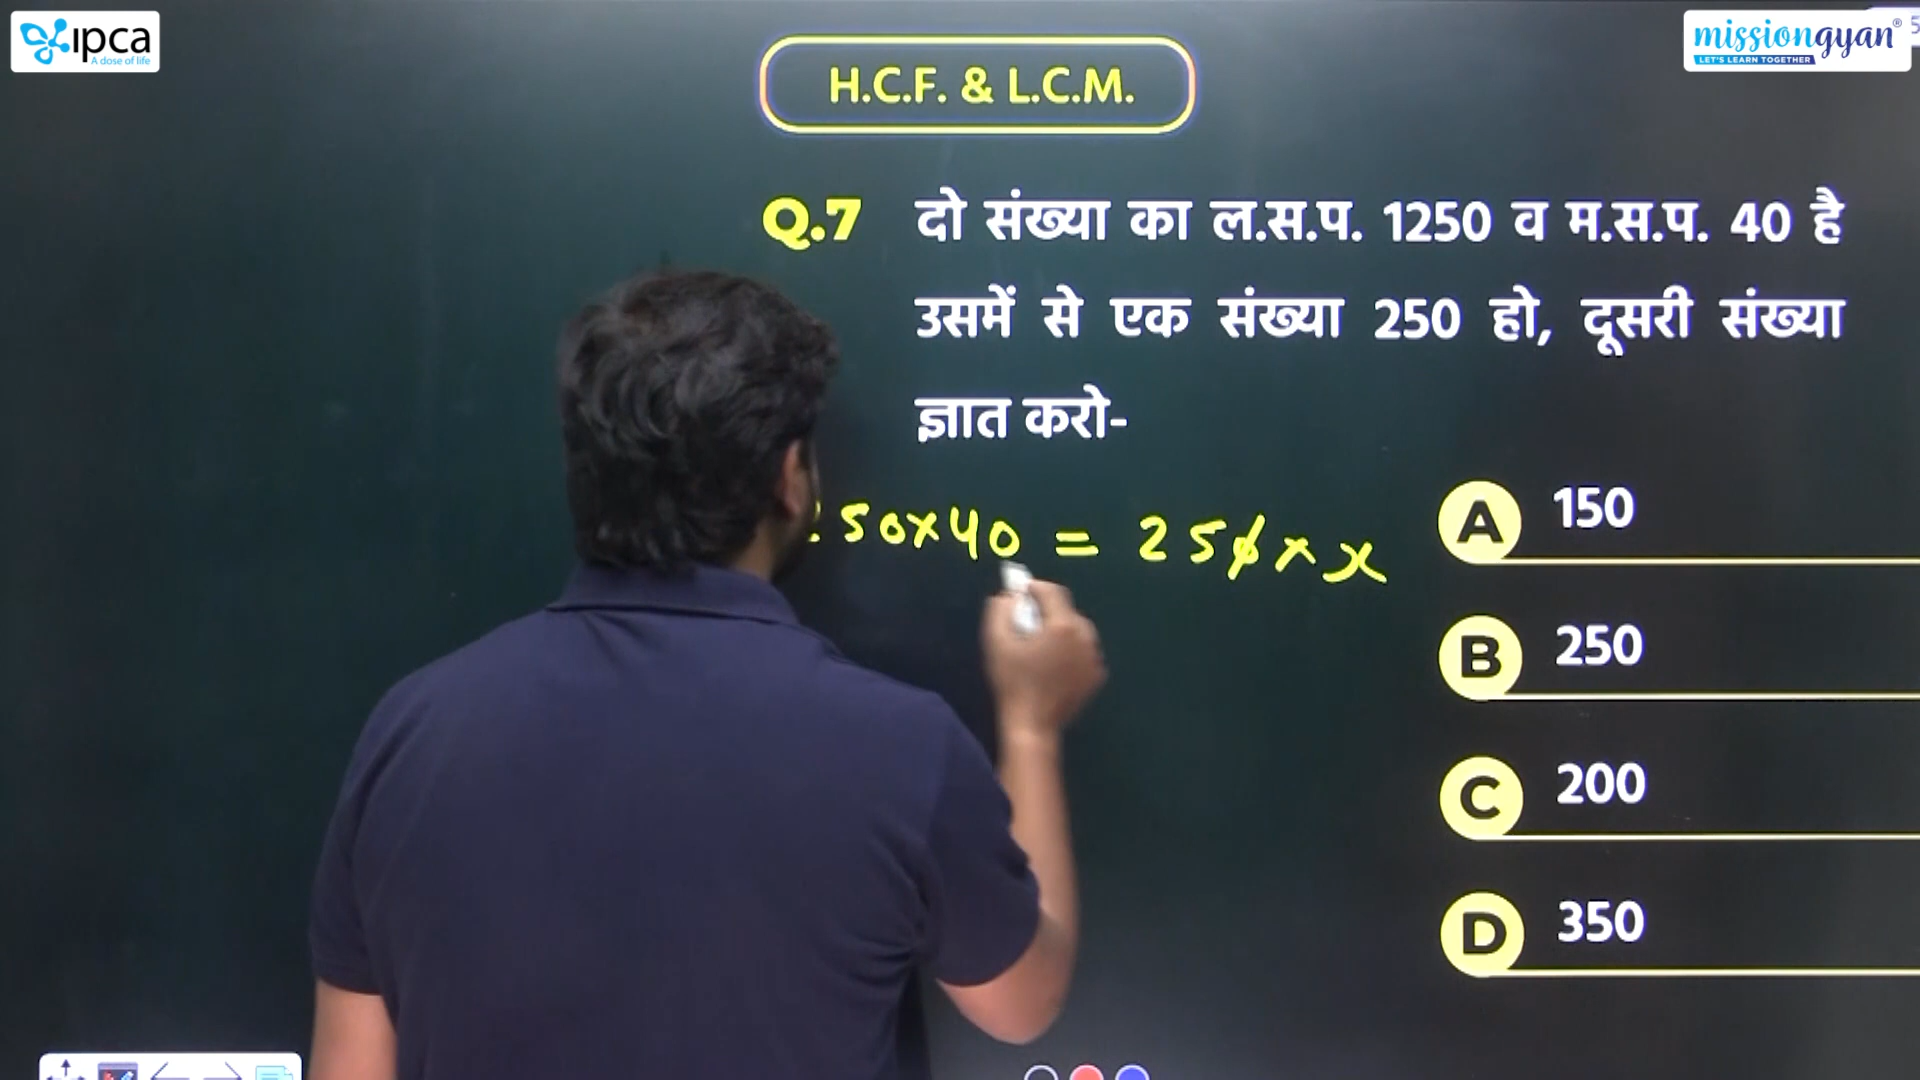 ipca
A dose of life
missiongyan®
LET'S LEARN TOGETHER
H.C.F. & L.C.M.
Q.7 दो संख्या का ल.स.प. 1250 व म.स.प. 40 है
उसमें से एक संख्या 250 हो, दूसरी संख्या
ज्ञात करो-
50×40 = 250×x
A 150
B 250
C 200
D 350